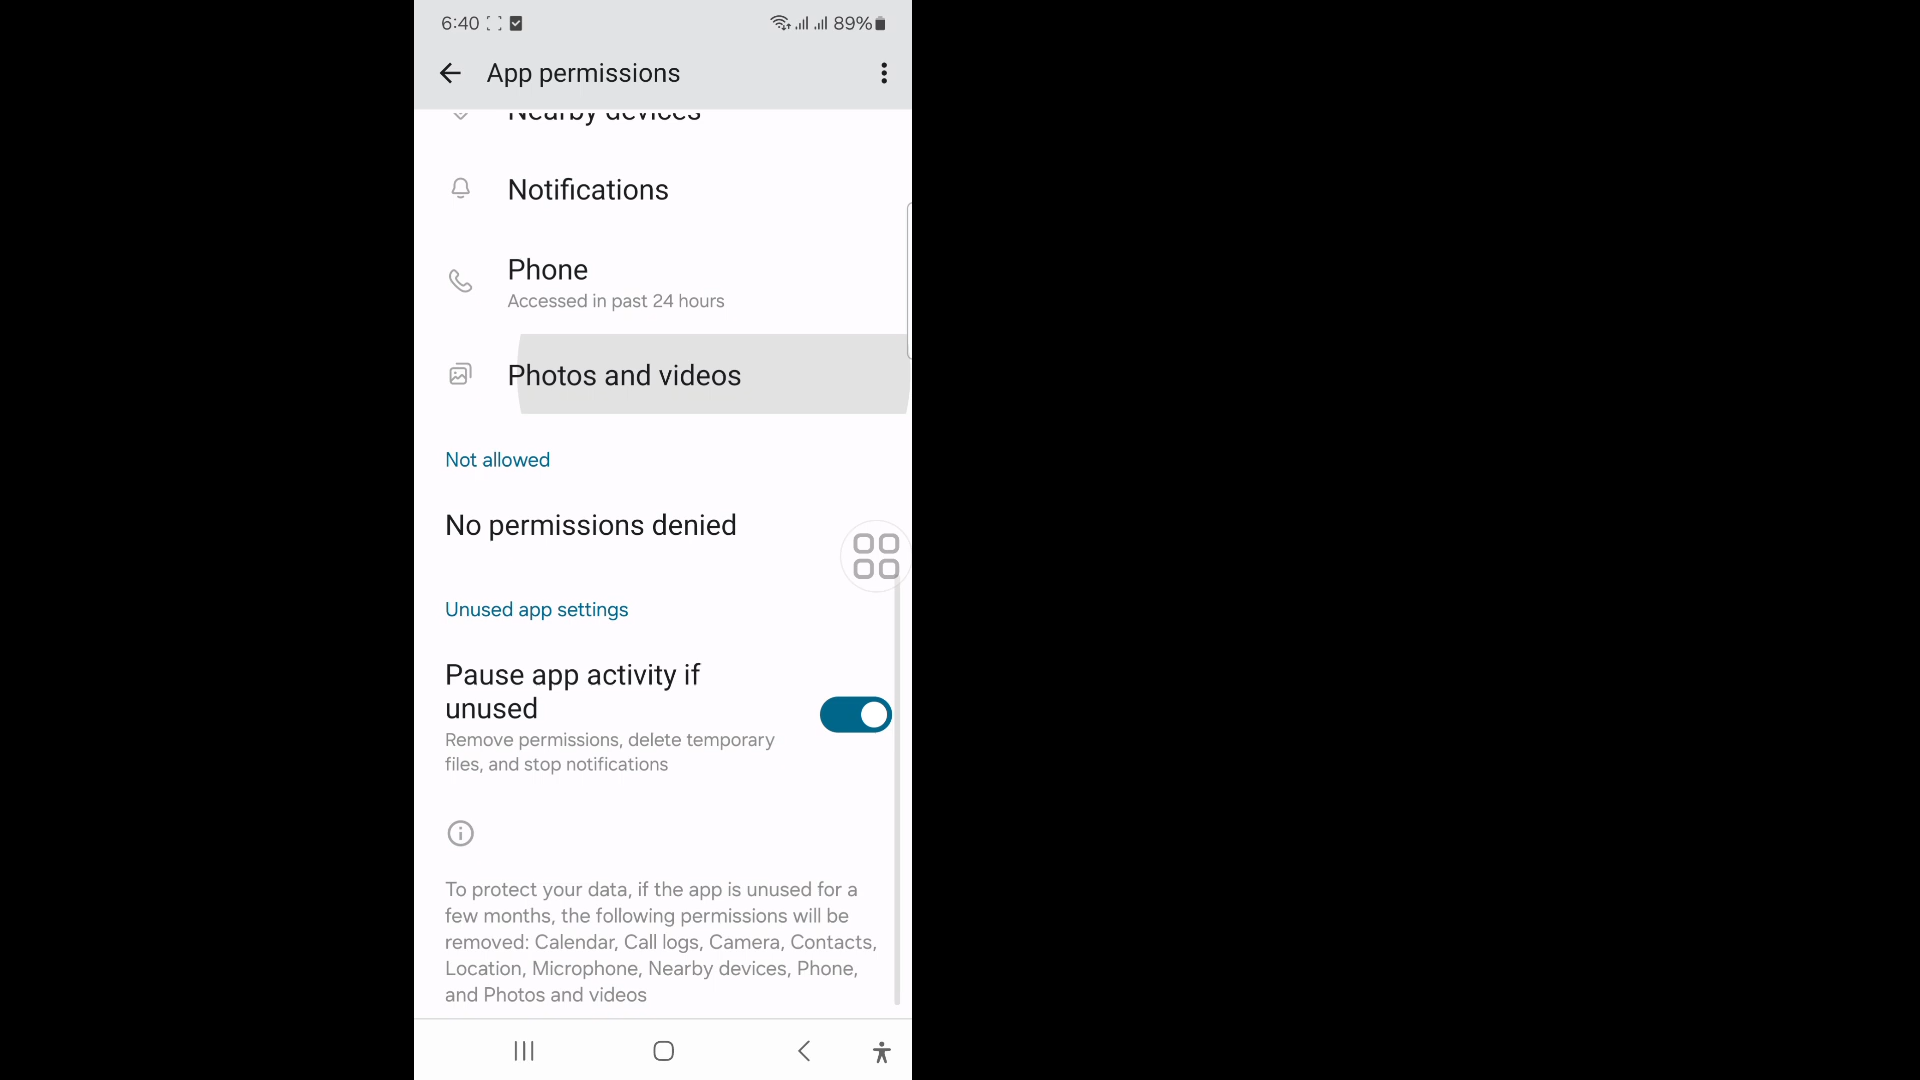 6:40
89%
App permissions
Nearby devices
Notifications
Phone
Accessed in past 24 hours
Photos and videos
Not allowed
No permissions denied
Unused app settings
Pause app activity if
unused
Remove permissions, delete temporary
files, and stop notifications
To protect your data, if the app is unused for a
few months, the following permissions will be
removed: Calendar, Call logs, Camera, Contacts,
Location, Microphone, Nearby devices, Phone,
and Photos and videos